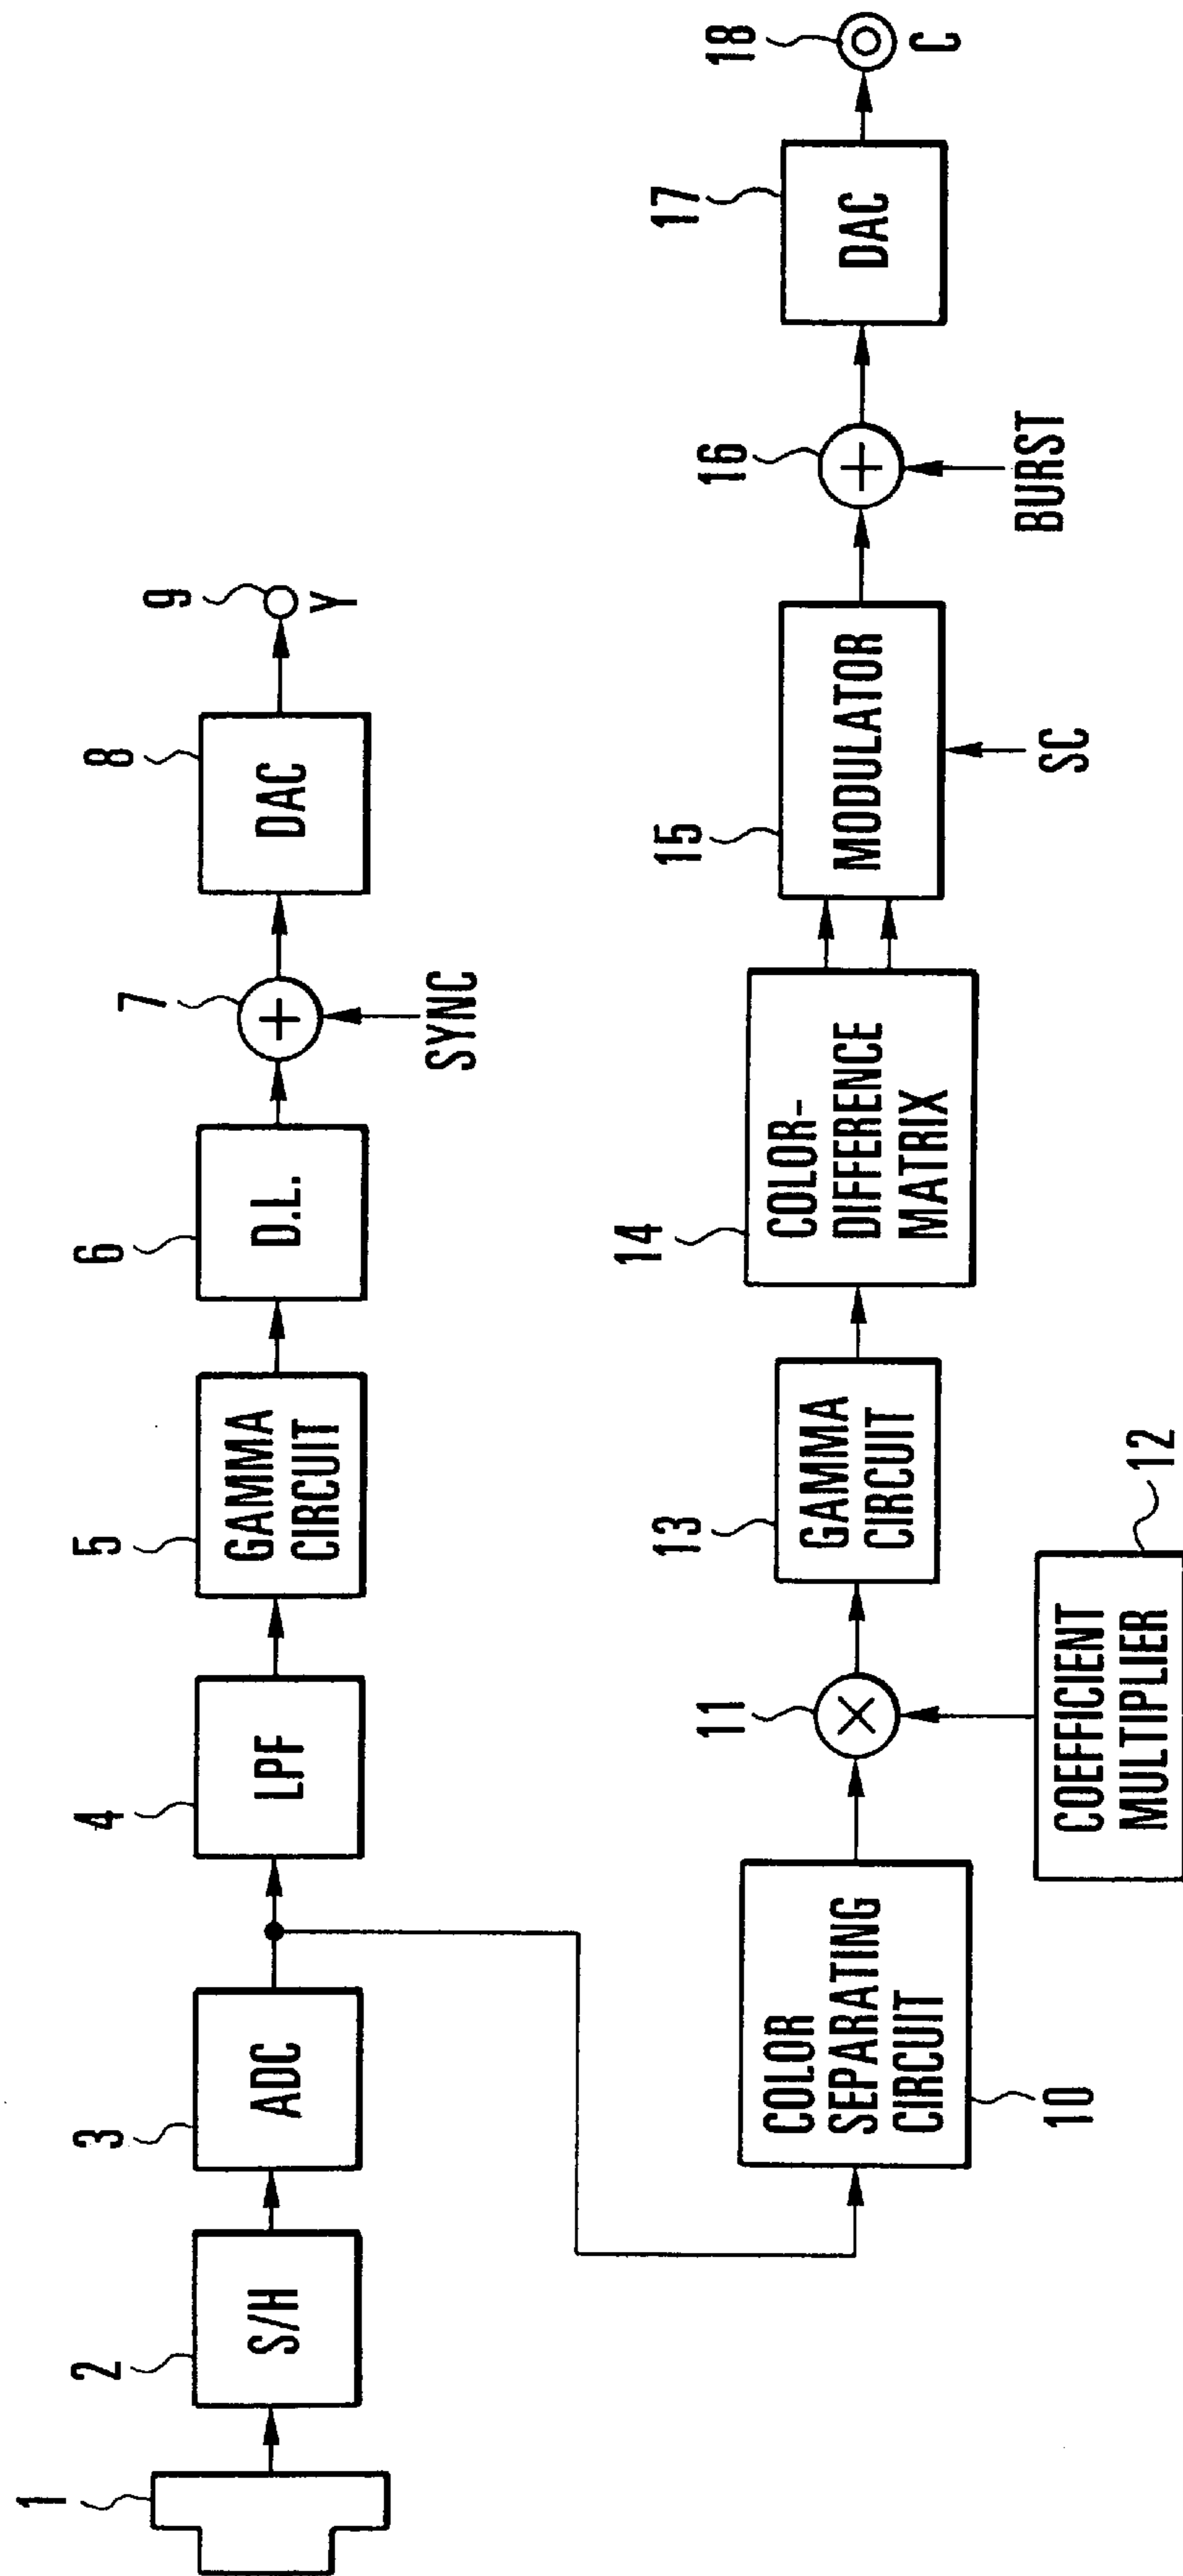 1
2
S/H
3
ADC
4
LPF
5
GAMMA
CIRCUIT
6
D.L.
7
+
SYNC
8
DAC
9
Y
10
COLOR
SEPARATING
CIRCUIT
11
×
12
COEFFICIENT
MULTIPLIER
13
GAMMA
CIRCUIT
14
COLOR-
DIFFERENCE
MATRIX
15
MODULATOR
SC
16
+
BURST
17
DAC
18
C